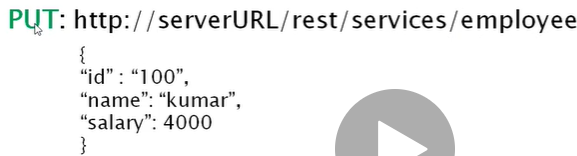 PUT: http://serverURL/rest/services/employee
{
“id” : “100”,
“name”: “kumar”,
“salary”: 4000
}